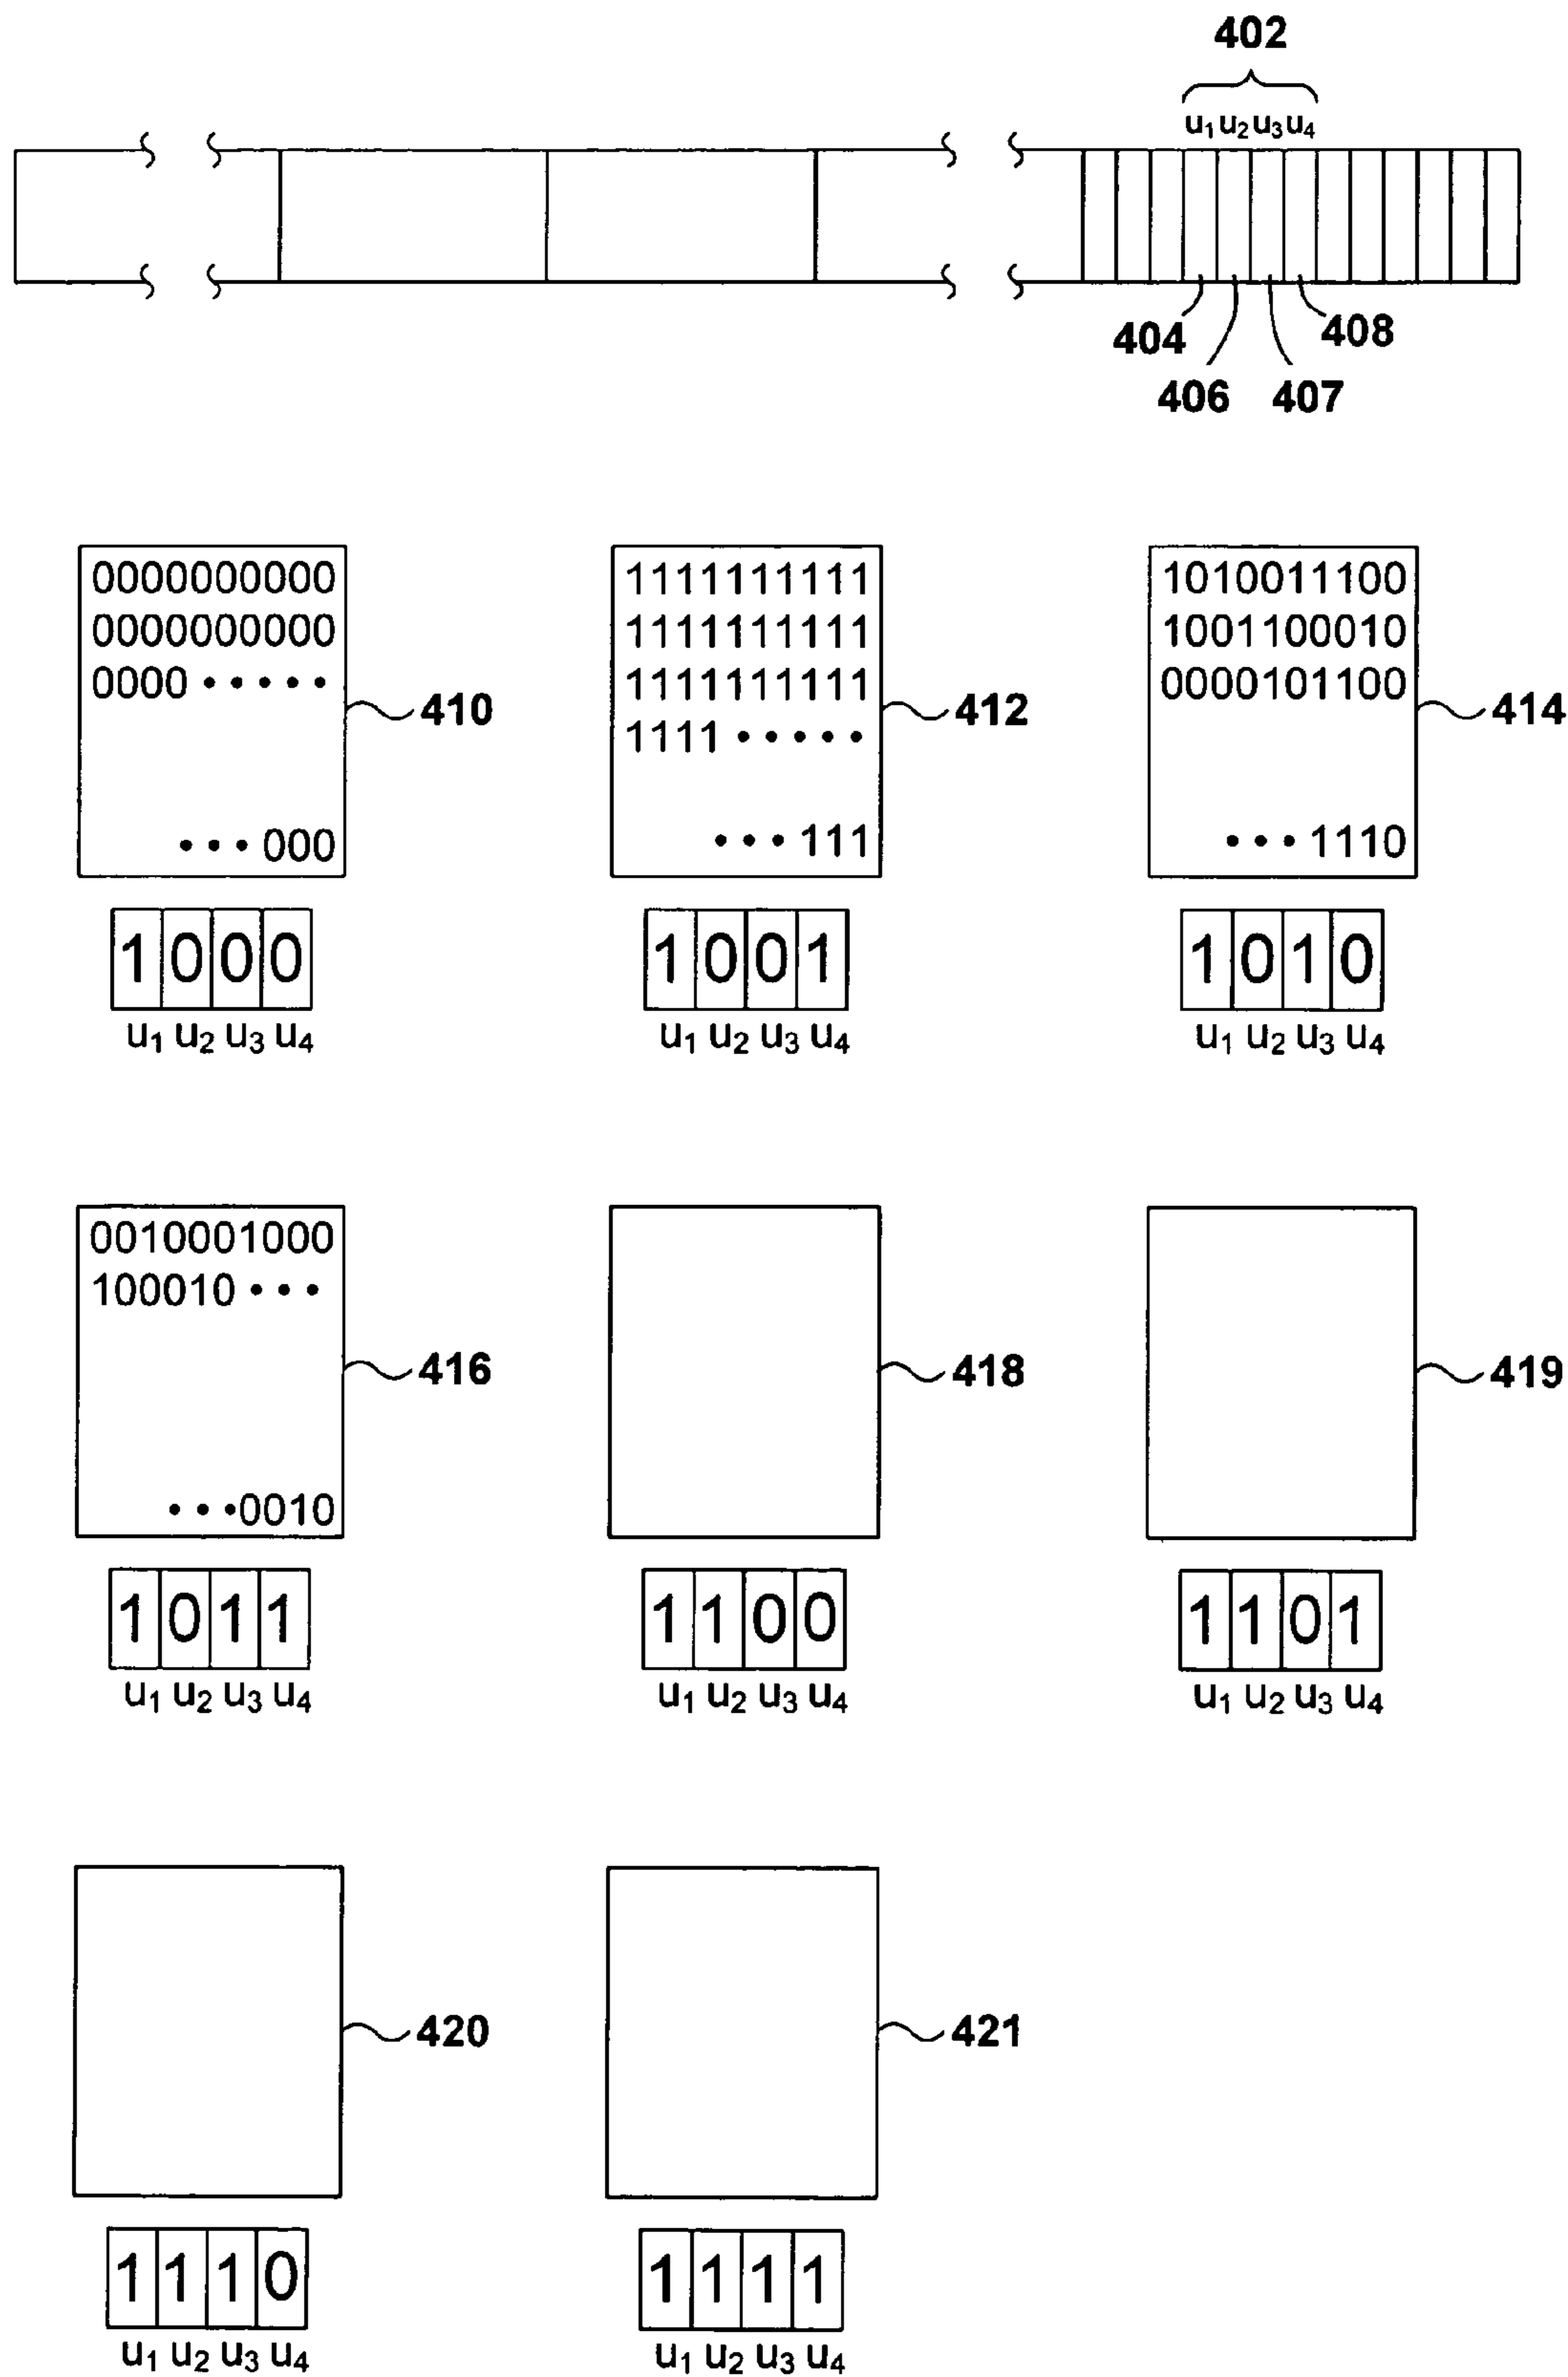 402
u₁ u₂ u₃ u₄
404
408
406
407
0000000000
0000000000
0000 • • • • •
• • • 000
410
1 0 0 0
u₁ u₂ u₃ u₄
1111111111
1111111111
1111111111
1111 • • • • •
• • • 111
412
1 0 0 1
u₁ u₂ u₃ u₄
1010011100
1001100010
0000101100
• • • 1110
414
1 0 1 0
u₁ u₂ u₃ u₄
0010001000
100010 • • •
• • • 0010
416
1 0 1 1
u₁ u₂ u₃ u₄
418
1 1 0 0
u₁ u₂ u₃ u₄
419
1 1 0 1
u₁ u₂ u₃ u₄
420
1 1 1 0
u₁ u₂ u₃ u₄
421
1 1 1 1
u₁ u₂ u₃ u₄